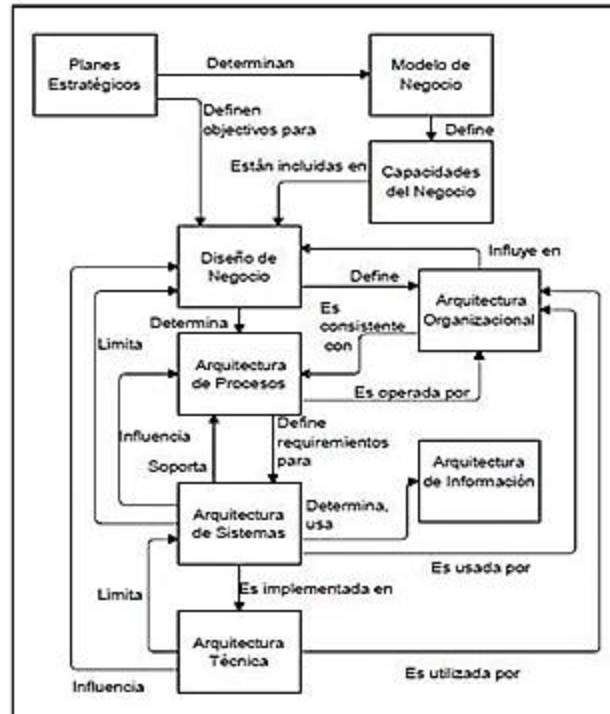 Planes
Estratégicos
Determinan
Modelo de
Negocio
Definen
objectivos para
Define
Están incluidas en
Capacidades
del Negocio
Diseño de
Negocio
Influye en
Define
Arquitectura
Organizacional
Es
consistente
con
Limita
Determina
Arquitectura
de Procesos
Es operada por
Influencia
Define
requirimientos
para
Soporta
Arquitectura
de Información
Arquitectura
de Sistemas
Determina,
usa
Es usada por
Limita
Es implementada en
Arquitectura
Técnica
Influencia
Es utilizada por